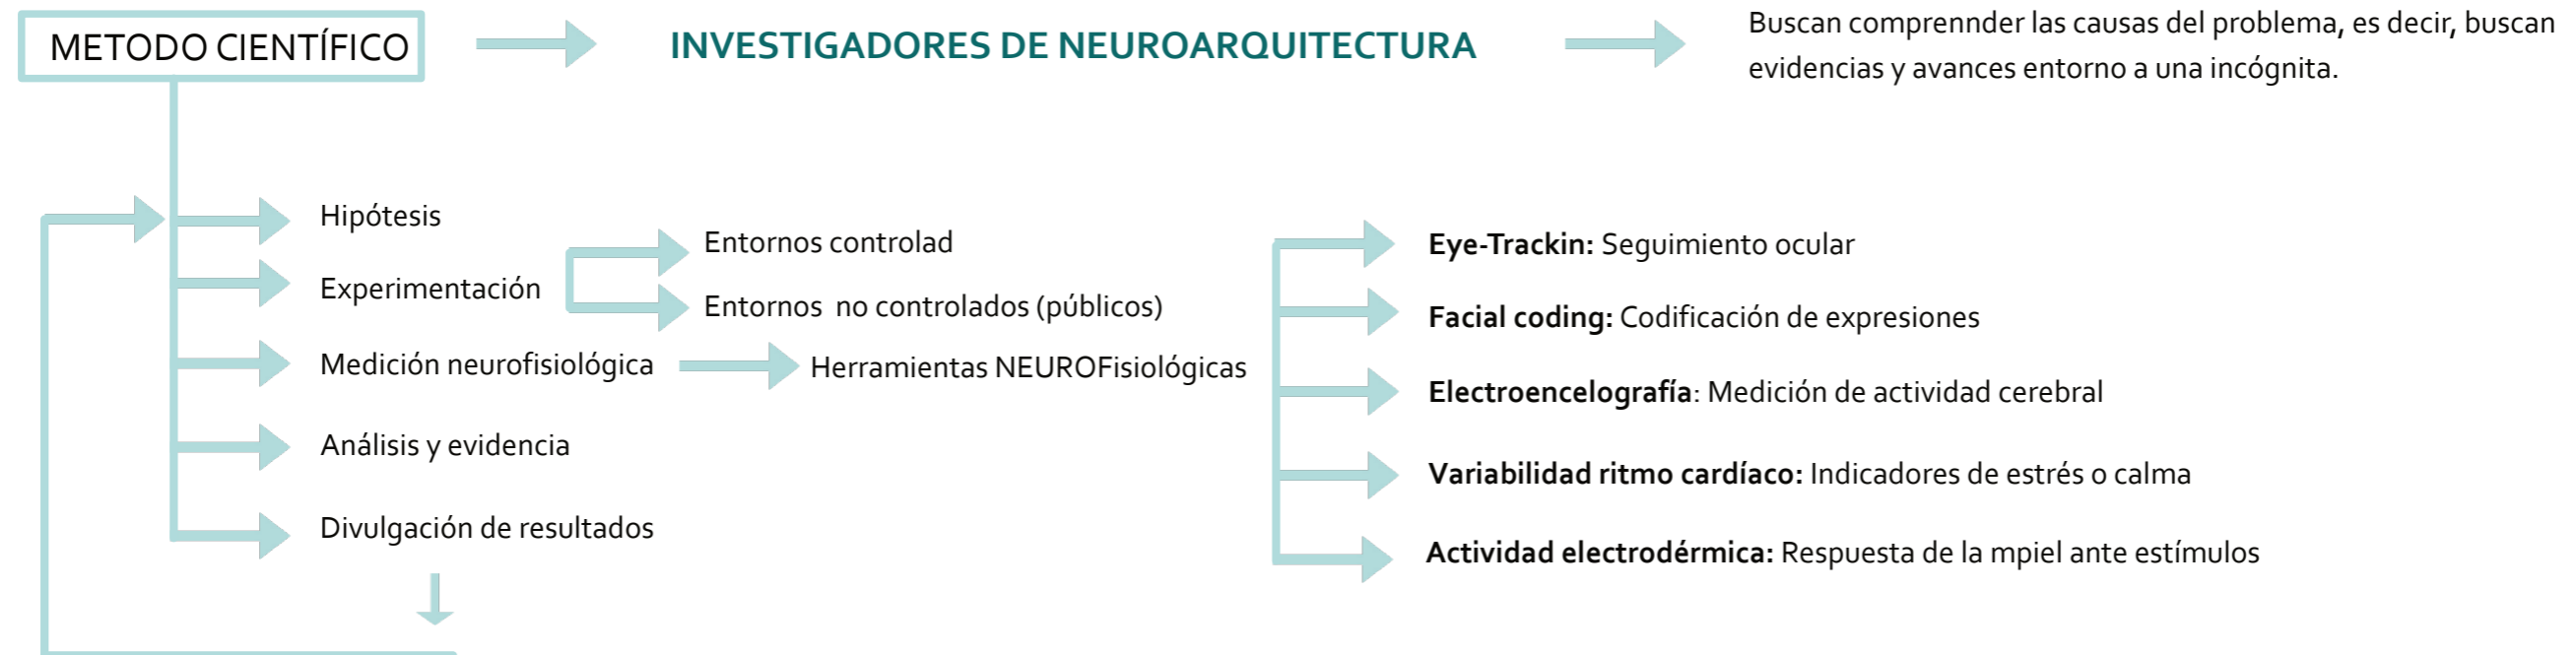 METODO CIENTÍFICO
INVESTIGADORES DE NEUROARQUITECTURA
Buscan comprennder las causas del problema, es decir, buscan
evidencias y avances entorno a una incógnita.
Hipótesis
Experimentación
Entornos controlad
Entornos no controlados (públicos)
Medición neurofisiológica
Herramientas NEUROFisiológicas
Análisis y evidencia
Divulgación de resultados
Eye-Trackin: Seguimiento ocular
Facial coding: Codificación de expresiones
Electroencelografía: Medición de actividad cerebral
Variabilidad ritmo cardíaco: Indicadores de estrés o calma
Actividad electrodérmica: Respuesta de la mpiel ante estímulos